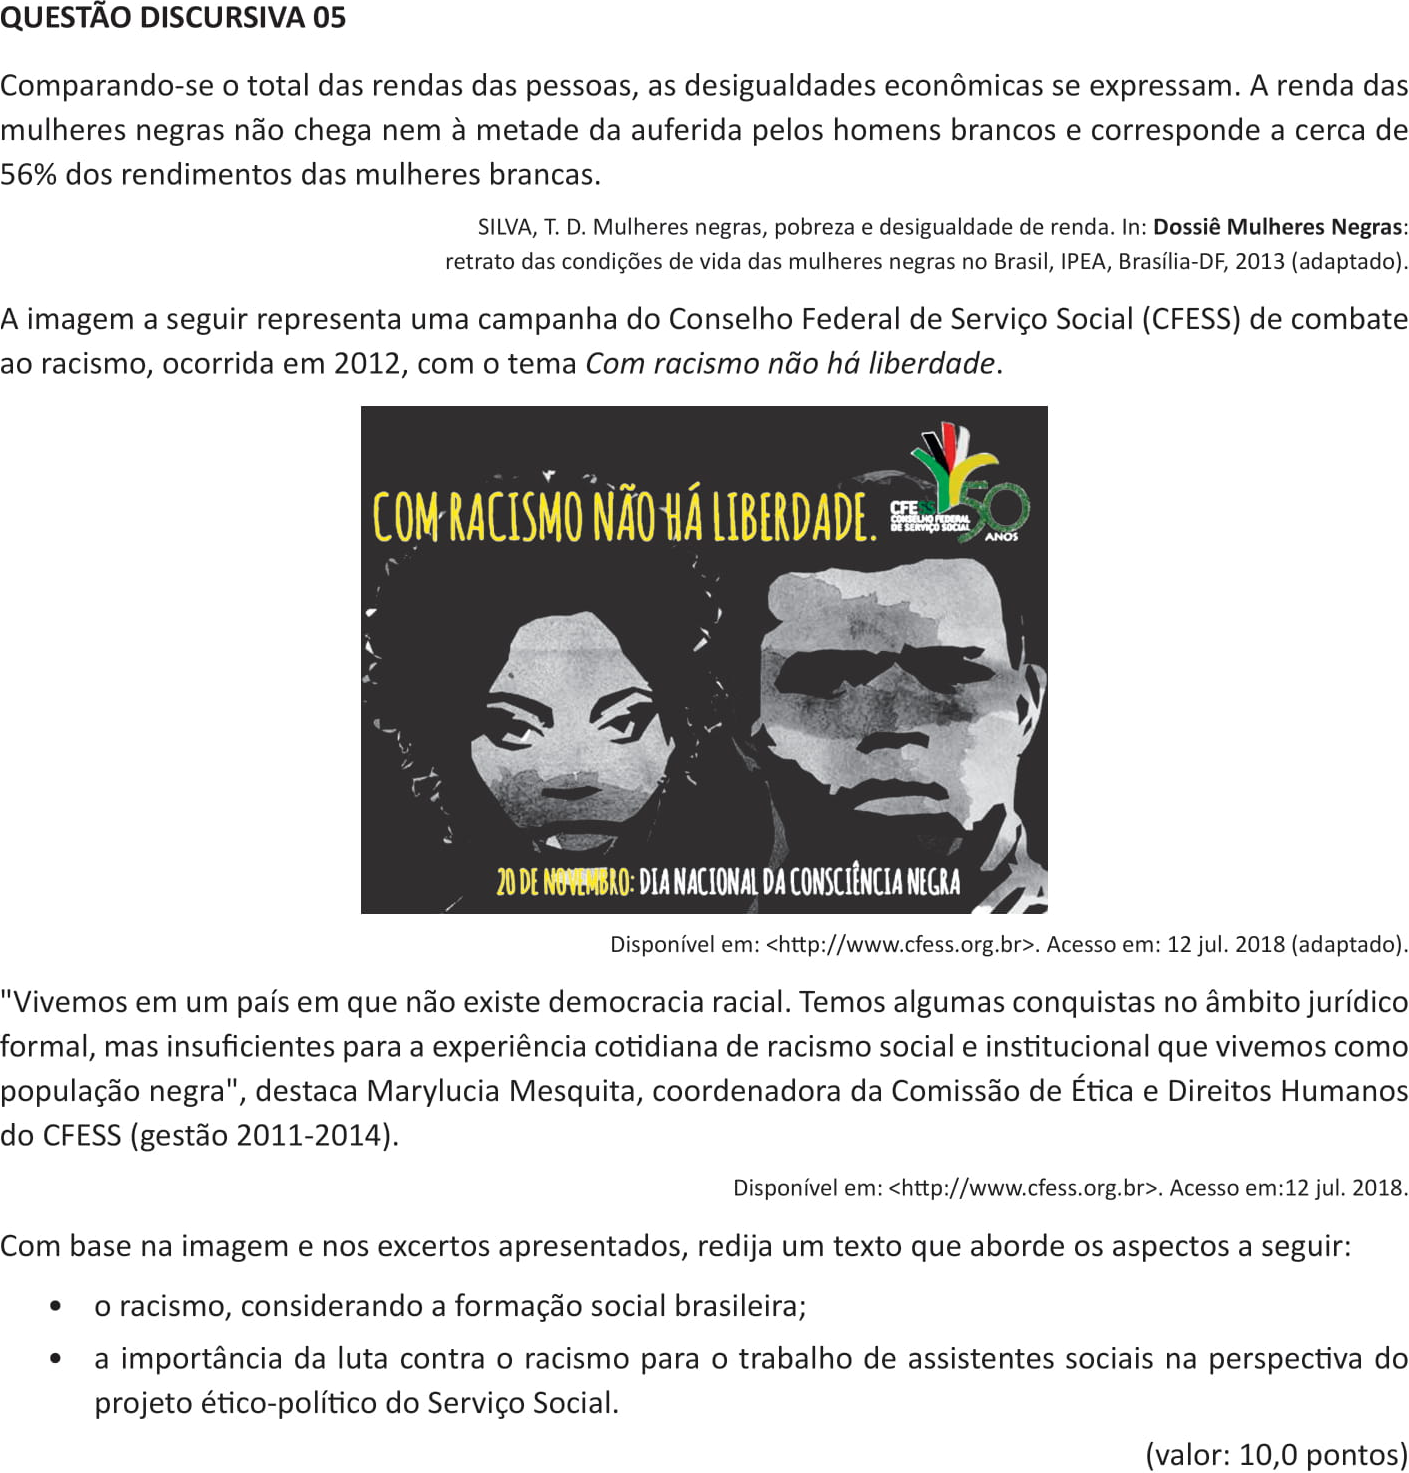 QUESTÃO DISCURSIVA 05
Comparando-se o total das rendas das pessoas, as desigualdades econômicas se expressam. A renda das
mulheres negras não chega nem à metade da auferida pelos homens brancos e corresponde a cerca de
56% dos rendimentos das mulheres brancas.
SILVA, T. D. Mulheres negras, pobreza e desigualdade de renda. In: Dossiê Mulheres Negras:
retrato das condições de vida das mulheres negras no Brasil, IPEA, Brasília-DF, 2013 (adaptado).
A imagem a seguir representa uma campanha do Conselho Federal de Serviço Social (CFESS) de combate
ao racismo, ocorrida em 2012, com o tema Com racismo não há liberdade.
COM RACISMO NÃO HÁ LIBERDADE.
CFESS
CONSELHO FEDERAL
DE SERVIÇO SOCIAL
50
ANOS
20 DE NOVEMBRO: DIA NACIONAL DA CONSCIÊNCIA NEGRA
Disponível em: <http://www.cfess.org.br>. Acesso em: 12 jul. 2018 (adaptado).
"Vivemos em um país em que não existe democracia racial. Temos algumas conquistas no âmbito jurídico
formal, mas insuficientes para a experiência cotidiana de racismo social e institucional que vivemos como
população negra", destaca Marylucia Mesquita, coordenadora da Comissão de Ética e Direitos Humanos
do CFESS (gestão 2011-2014).
Disponível em: <http://www.cfess.org.br>. Acesso em:12 jul. 2018.
Com base na imagem e nos excertos apresentados, redija um texto que aborde os aspectos a seguir:
• o racismo, considerando a formação social brasileira;
• a importância da luta contra o racismo para o trabalho de assistentes sociais na perspectiva do
projeto ético-político do Serviço Social.
(valor: 10,0 pontos)